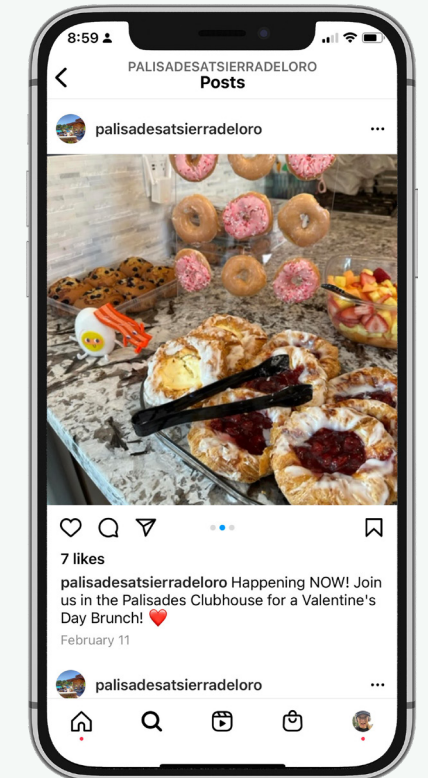 8:59
PALISADESATSIERRADELORO
Posts
palisadesatsierradeloro
7 likes
palisadesatsierradeloro Happening NOW! Join
us in the Palisades Clubhouse for a Valentine's
Day Brunch! ❤️
February 11
palisadesatsierradeloro